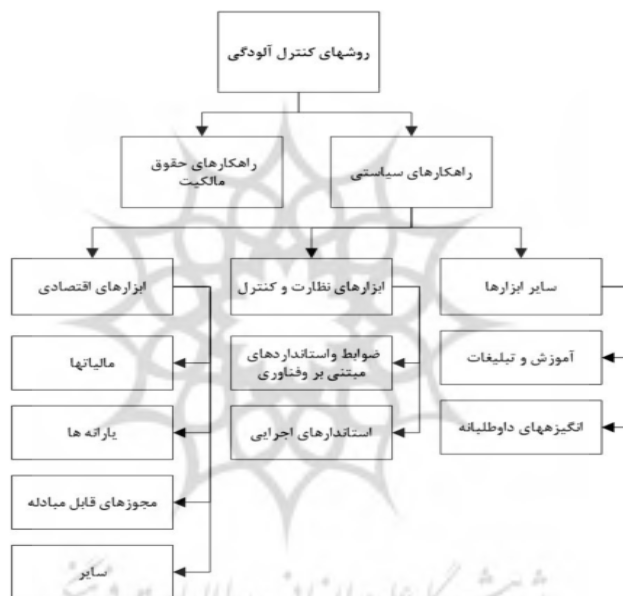 روشهای کنترل آلودگی
راهکارهای سیاستی
راهکارهای حقوق
مالکیت
سایر ابزارها
ابزارهای نظارت و کنترل
ابزارهای اقتصادی
آموزش و تبلیغات
ضوابط واستانداردهای
مبتنی بر وفناوری
مالیاتها
انگیزههای داوطلبانه
استاندارهای اجرایی
یارانه ها
مجوزهای قابل مبادله
سایر